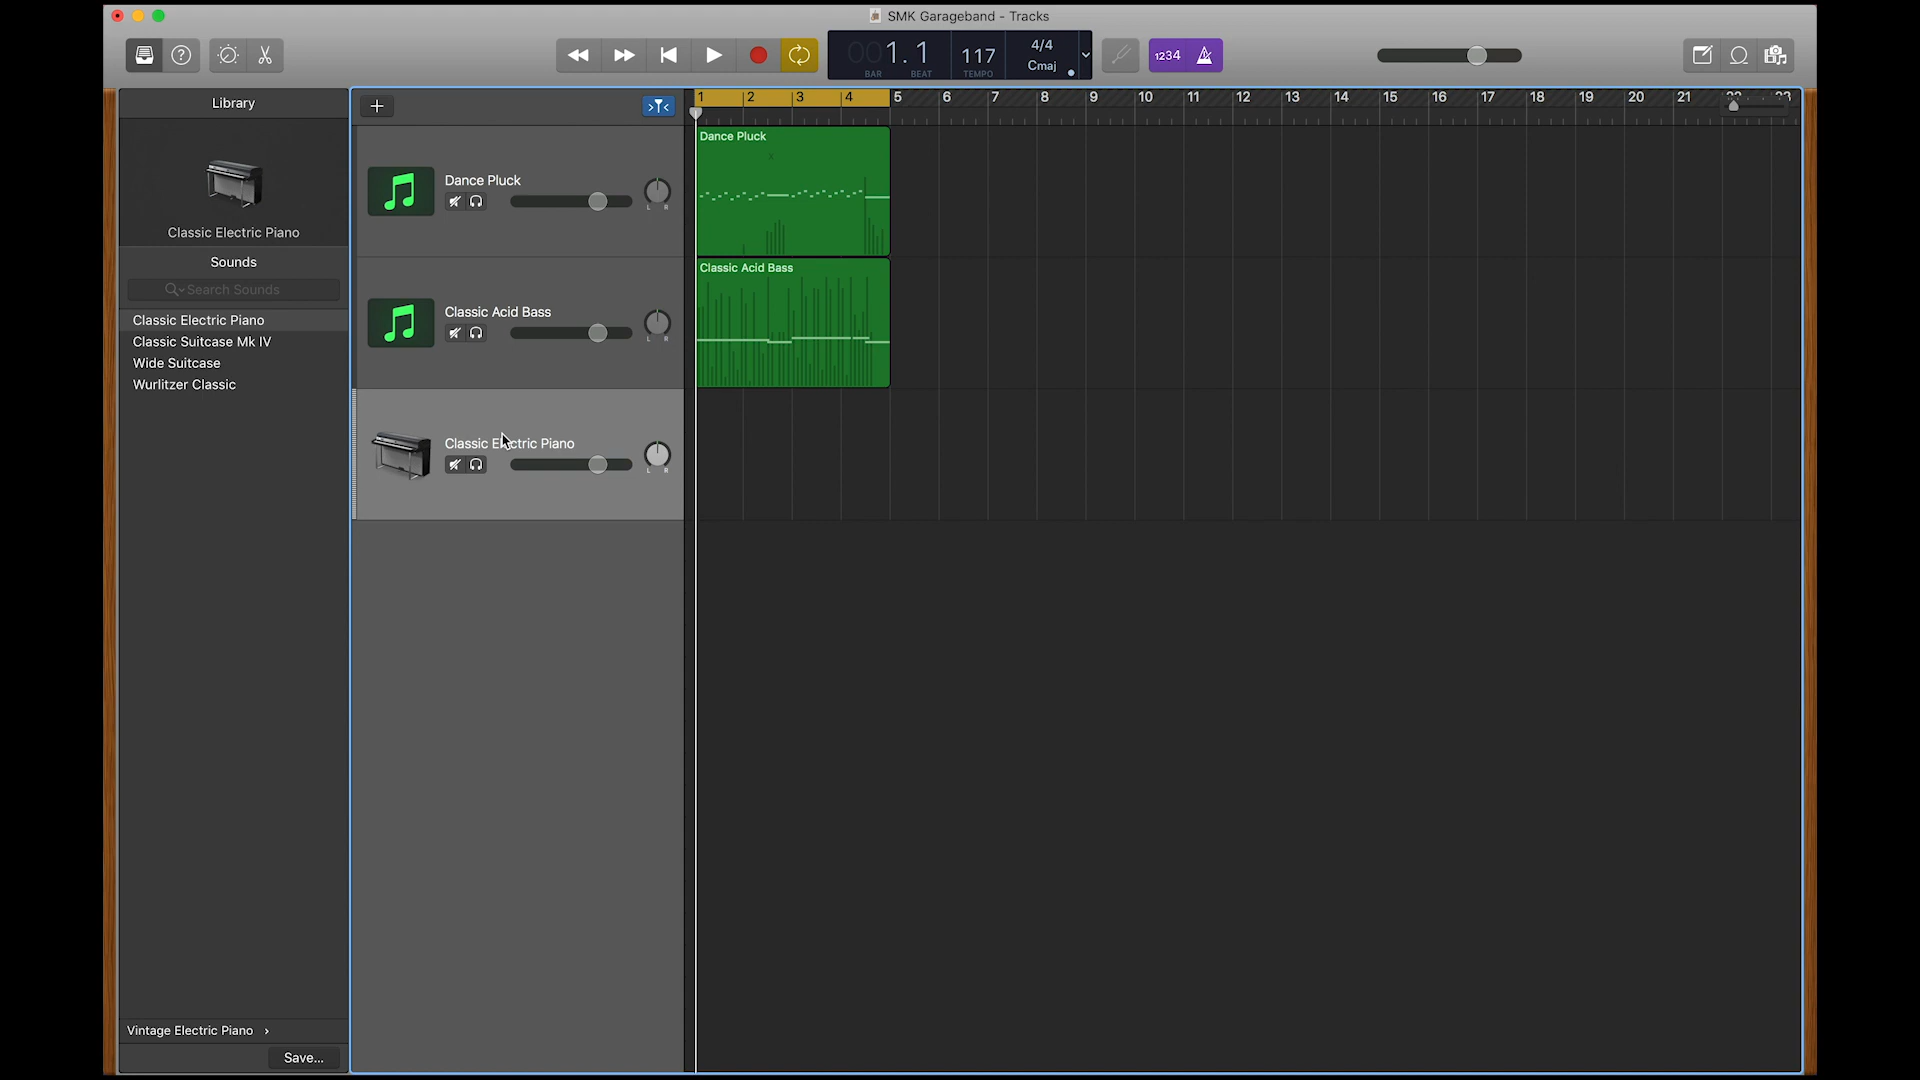 SMK Garageband - Tracks
001. 1
BAR BEAT
117
TEMPO
4/4
Cmaj
1234
Library
Classic Electric Piano
Sounds
Search Sounds
Classic Electric Piano
Classic Suitcase Mk IV
Wide Suitcase
Wurlitzer Classic
Vintage Electric Piano ›
Save...
1 2 3 4 5 6 7 8 9 10 11 12 13 14 15 16 17 18 19 20 21
Dance Pluck
L R
Classic Acid Bass
L R
Classic Electric Piano
L R
Dance Pluck
Classic Acid Bass